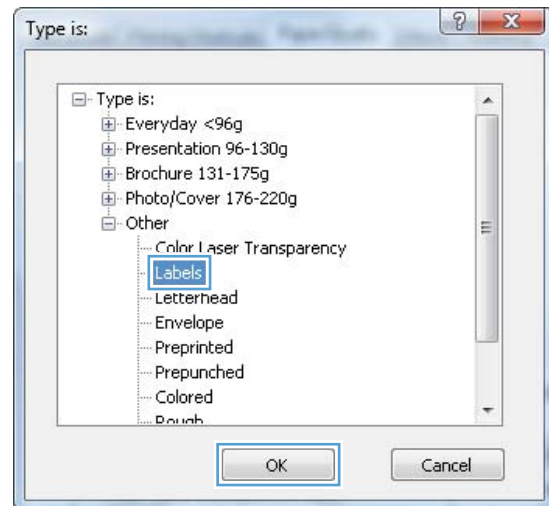 Type is:
Type is:
Everyday <96g
Presentation 96-130g
Brochure 131-175g
Photo/Cover 176-220g
Other
Color Laser Transparency
Labels
Letterhead
Envelope
Preprinted
Prepunched
Colored
Rough
OK
Cancel